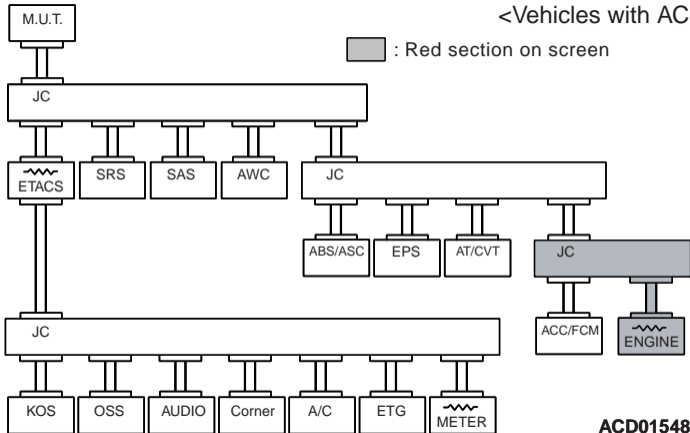 <Vehicles with AC
M.U.T.
: Red section on screen
JC
ETACS
SRS
SAS
AWC
JC
ABS/ASC
EPS
AT/CVT
JC
ACC/FCM
ENGINE
JC
KOS
OSS
AUDIO
Corner
A/C
ETG
METER
ACD01548